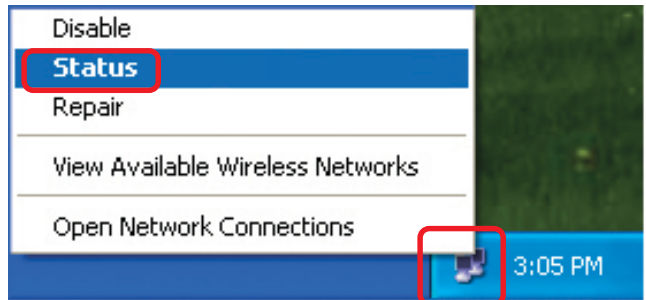 Disable
Status
Repair
View Available Wireless Networks
Open Network Connections
3:05 PM